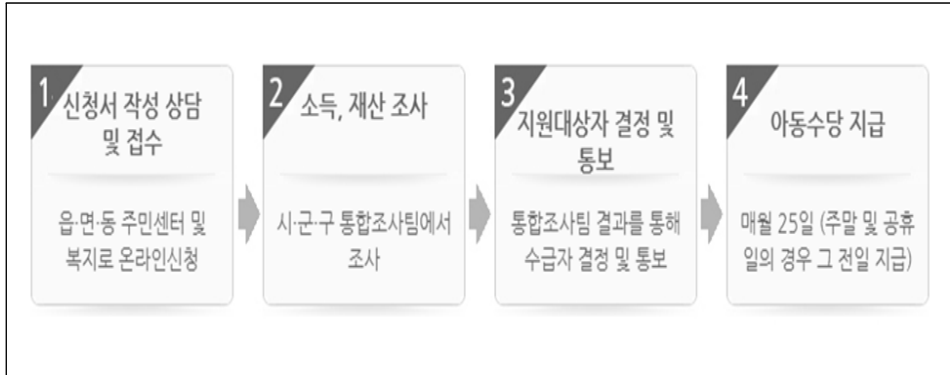 1
신청서 작성 상담
및 접수
읍·면·동 주민센터 및
복지로 온라인신청
2
소득, 재산 조사
시·군·구 통합조사팀에서
조사
3
지원대상자 결정 및
통보
통합조사팀 결과를 통해
수급자 결정 및 통보
4
아동수당 지급
매월 25일 (주말 및 공휴
일의 경우 그 전일 지급)